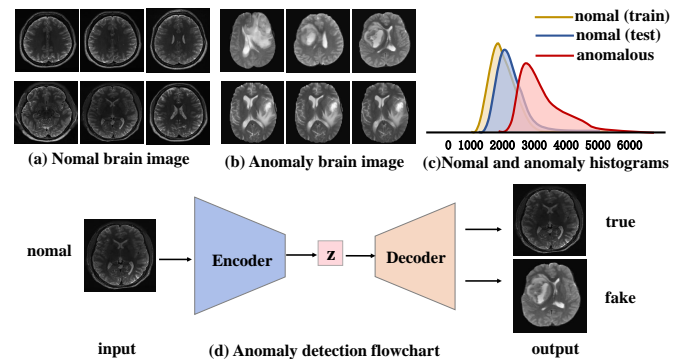 nomal (train)
nomal (test)
anomalous
0 1000 2000 3000 4000 5000 6000
(a) Nomal brain image
(b) Anomaly brain image
(c)Nomal and anomaly histograms
nomal
Encoder
z
Decoder
true
fake
input
(d) Anomaly detection flowchart
output